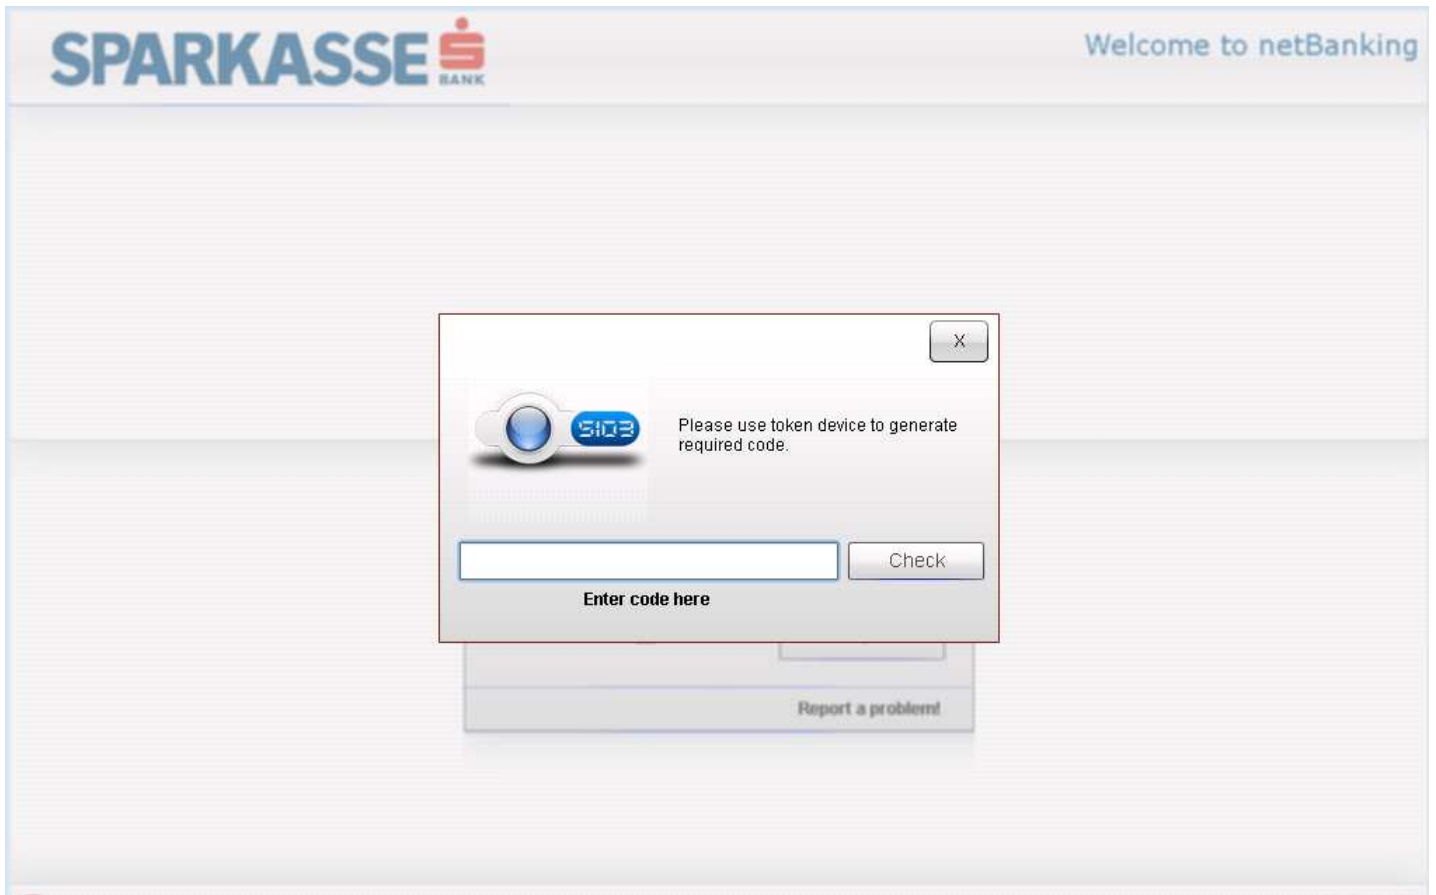 SPARKASSE
BANK
Welcome to netBanking
X
5103
Please use token device to generate
required code.
Check
Enter code here
Report a problem!